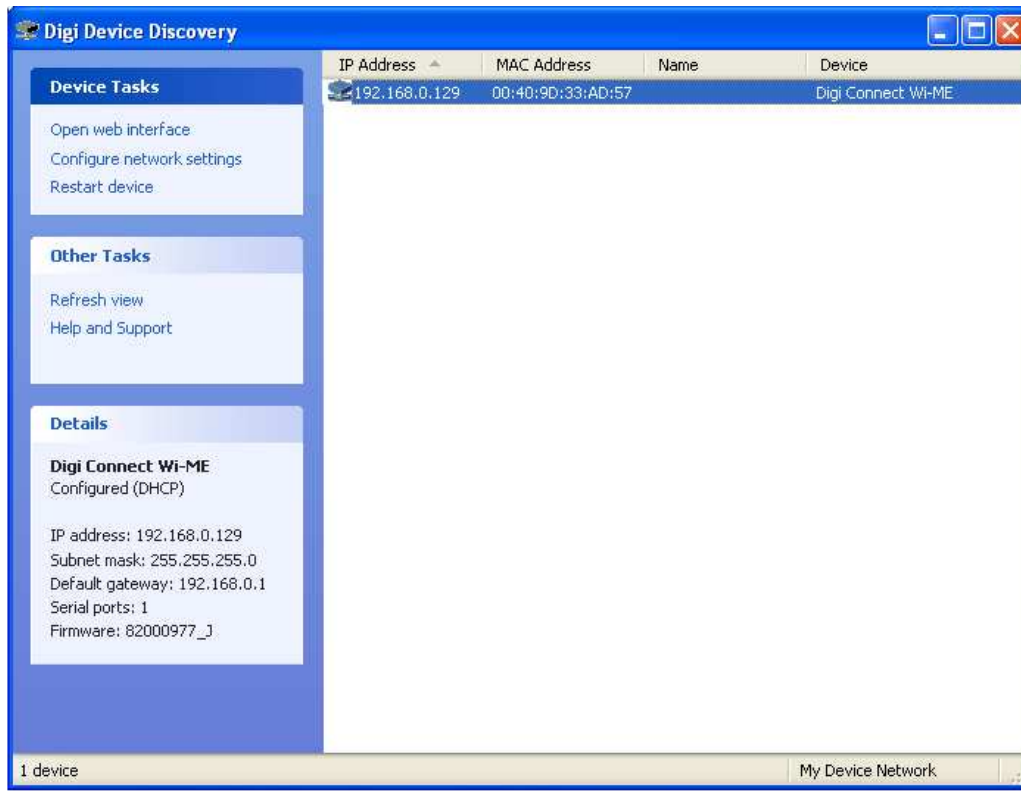 Digi Device Discovery
Device Tasks
Open web interface
Configure network settings
Restart device
Other Tasks
Refresh view
Help and Support
Details
Digi Connect Wi-ME
Configured (DHCP)
IP address: 192.168.0.129
Subnet mask: 255.255.255.0
Default gateway: 192.168.0.1
Serial ports: 1
Firmware: 82000977_J
IP Address MAC Address Name Device
192.168.0.129 00:40:9D:33:AD:57 Digi Connect Wi-ME
1 device My Device Network